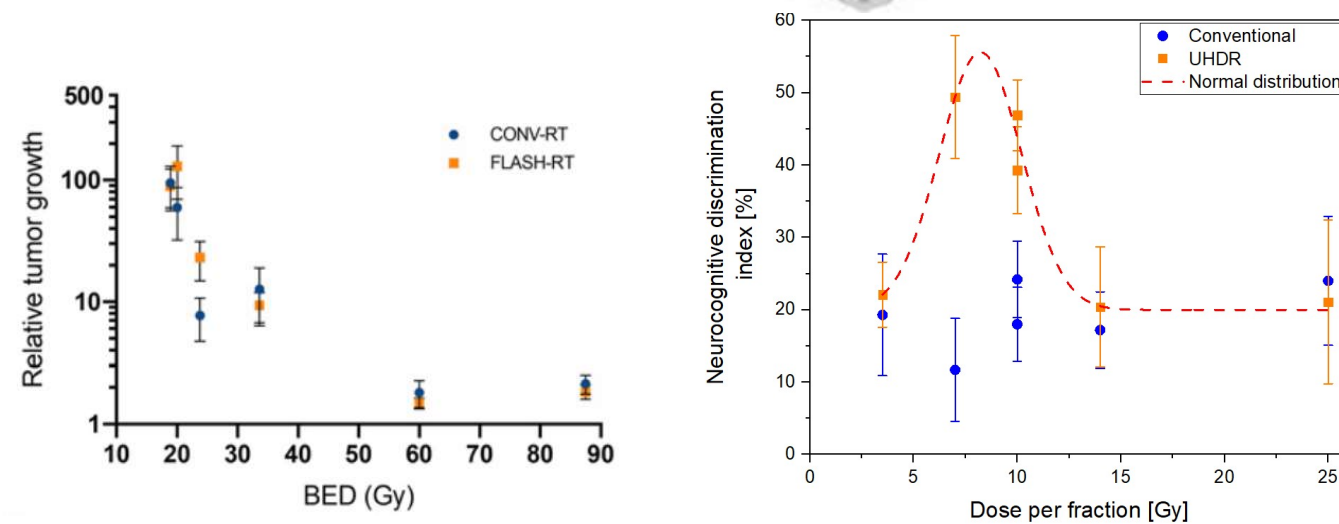 500
100
10
1
Relative tumor growth
CONV-RT
FLASH-RT
10 20 30 40 50 60 70 80 90
BED (Gy)
60
50
40
30
20
10
0
Neurocognitive discrimination
index [%]
Conventional
UHDR
Normal distribution
0 5 10 15 20 25
Dose per fraction [Gy]